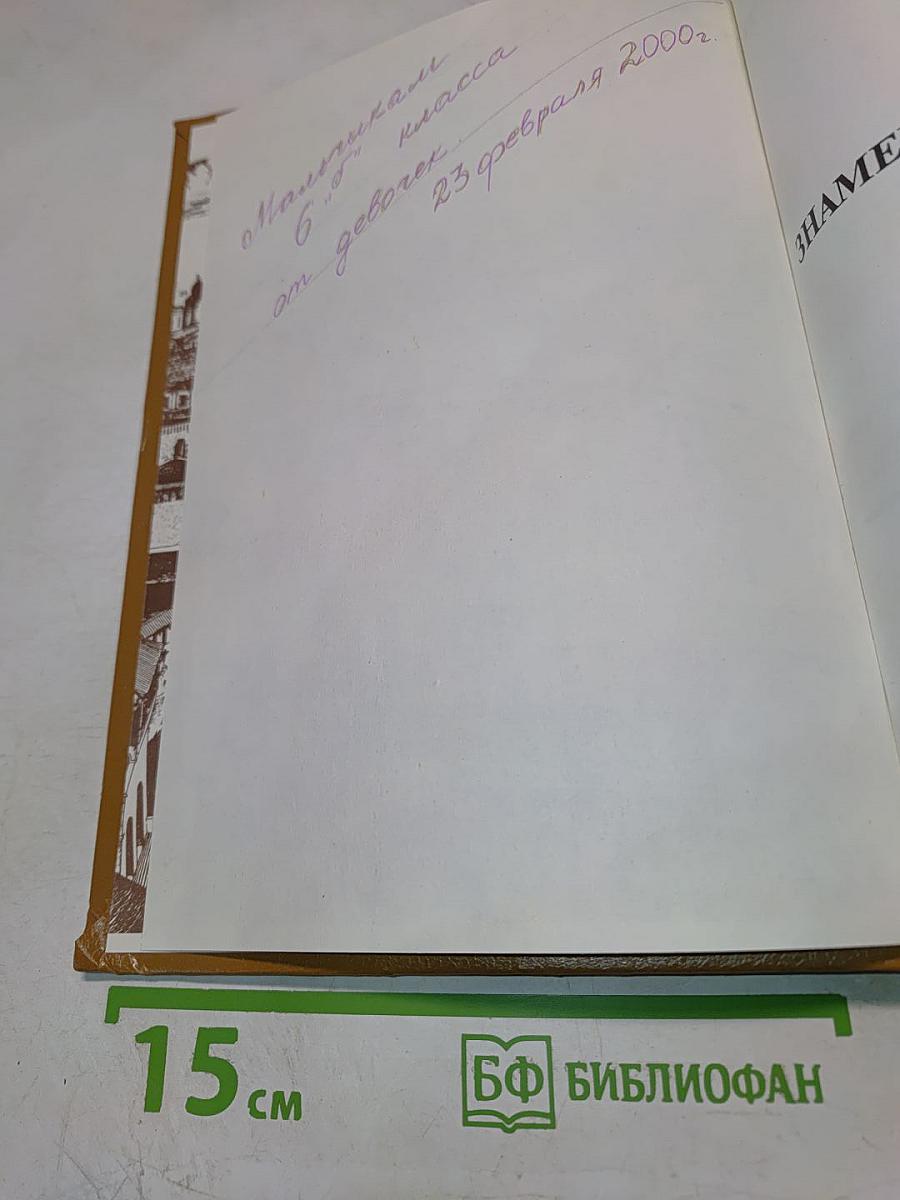 Мальчикам
6 „б" класса
от девочек
23 февраля 2000г.
ЗНАМЕ
15 см
БФ БИБЛИОФАН